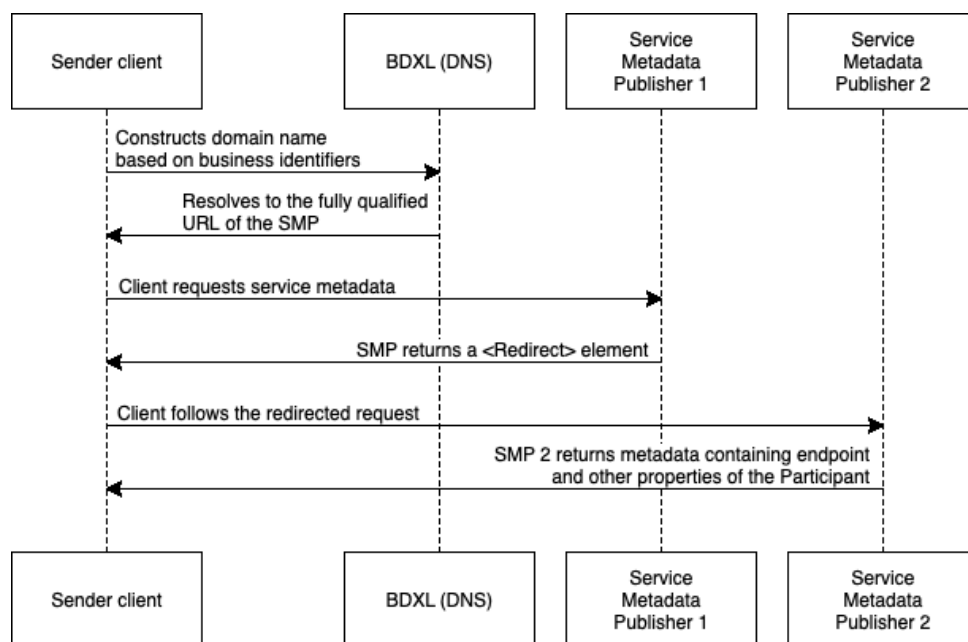 Sender client
BDXL (DNS)
Service
Metadata
Publisher 1
Service
Metadata
Publisher 2
Constructs domain name
based on business identifiers
Resolves to the fully qualified
URL of the SMP
Client requests service metadata
SMP returns a <Redirect> element
Client follows the redirected request
SMP 2 returns metadata containing endpoint
and other properties of the Participant
Sender client
BDXL (DNS)
Service
Metadata
Publisher 1
Service
Metadata
Publisher 2